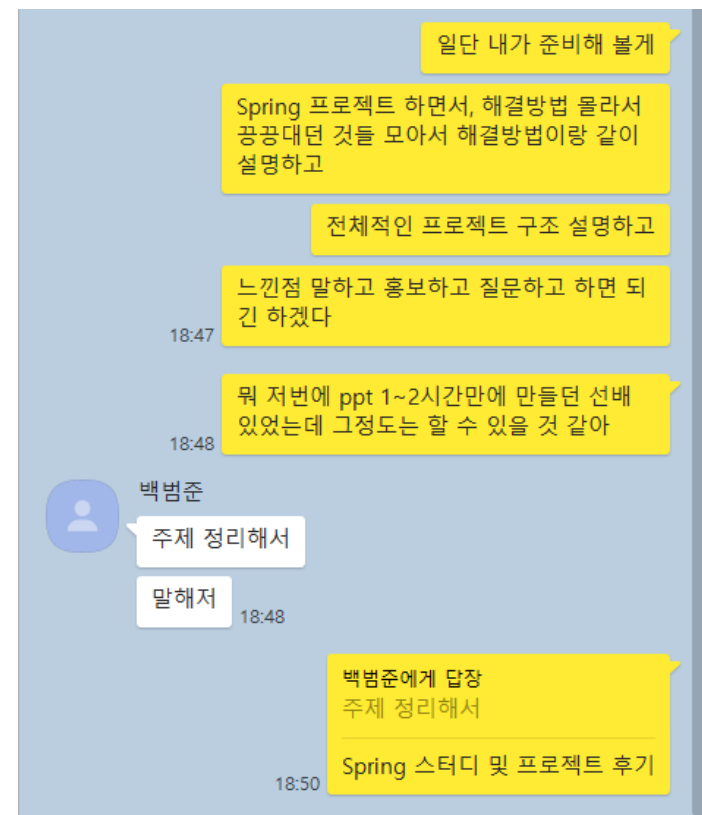 일단 내가 준비해 볼게
Spring 프로젝트 하면서, 해결방법 몰라서
끙끙대던 것들 모아서 해결방법이랑 같이
설명하고
전체적인 프로젝트 구조 설명하고
느낀점 말하고 홍보하고 질문하고 하면 되
긴 하겠다
18:47
뭐 저번에 ppt 1~2시간만에 만들던 선배
있었는데 그정도는 할 수 있을 것 같아
18:48
백범준
주제 정리해서
말해저
18:48
백범준에게 답장
주제 정리해서
Spring 스터디 및 프로젝트 후기
18:50